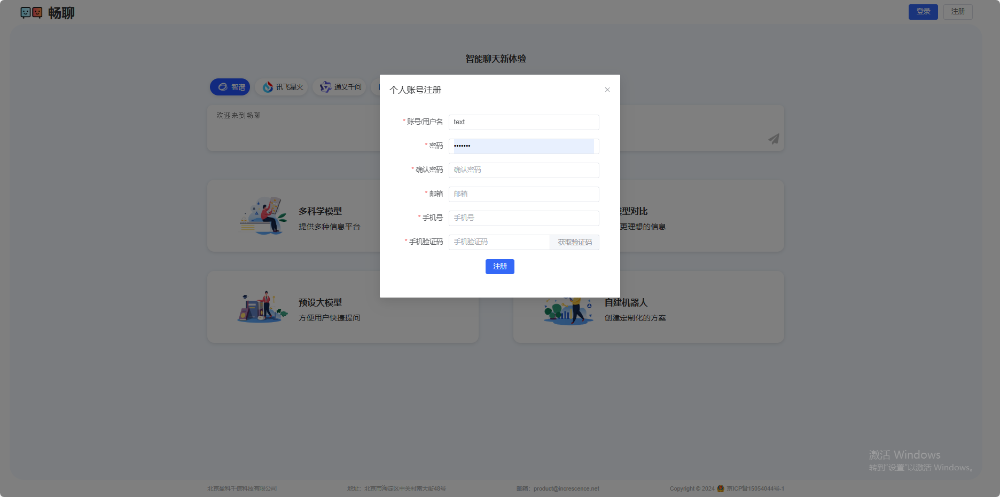 畅聊
登录
注册
智能聊天新体验
智谱
讯飞星火
通义千问
欢迎来到畅聊
个人账号注册
* 账号/用户名
text
* 密码
•••••••
* 确认密码
确认密码
* 邮箱
邮箱
* 手机号
手机号
* 手机验证码
手机验证码
获取验证码
注册
多科学模型
提供多种信息平台
型对比
更理想的信息
预设大模型
方便用户快捷提问
自建机器人
创建定制化的方案
激活 Windows
转到"设置"以激活 Windows。
北京盈科千信科技有限公司
地址：北京市海淀区中关村南大街48号
邮箱：product@increscence.net
Copyright © 2024 京ICP备15054044号-1